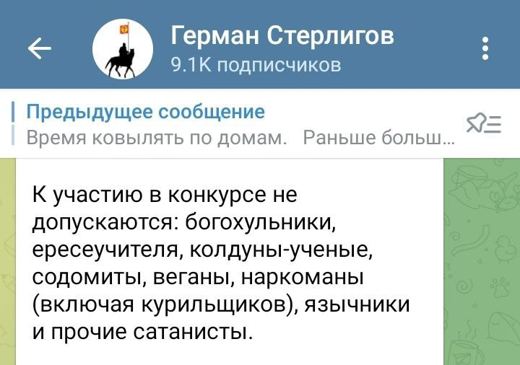 Герман Стерлигов
9.1K подписчиков
Предыдущее сообщение
Время ковылять по домам. Раньше больш...
К участию в конкурсе не
допускаются: богохульники,
ересеучителя, колдуны-ученые,
содомиты, веганы, наркоманы
(включая курильщиков), язычники
и прочие сатанисты.